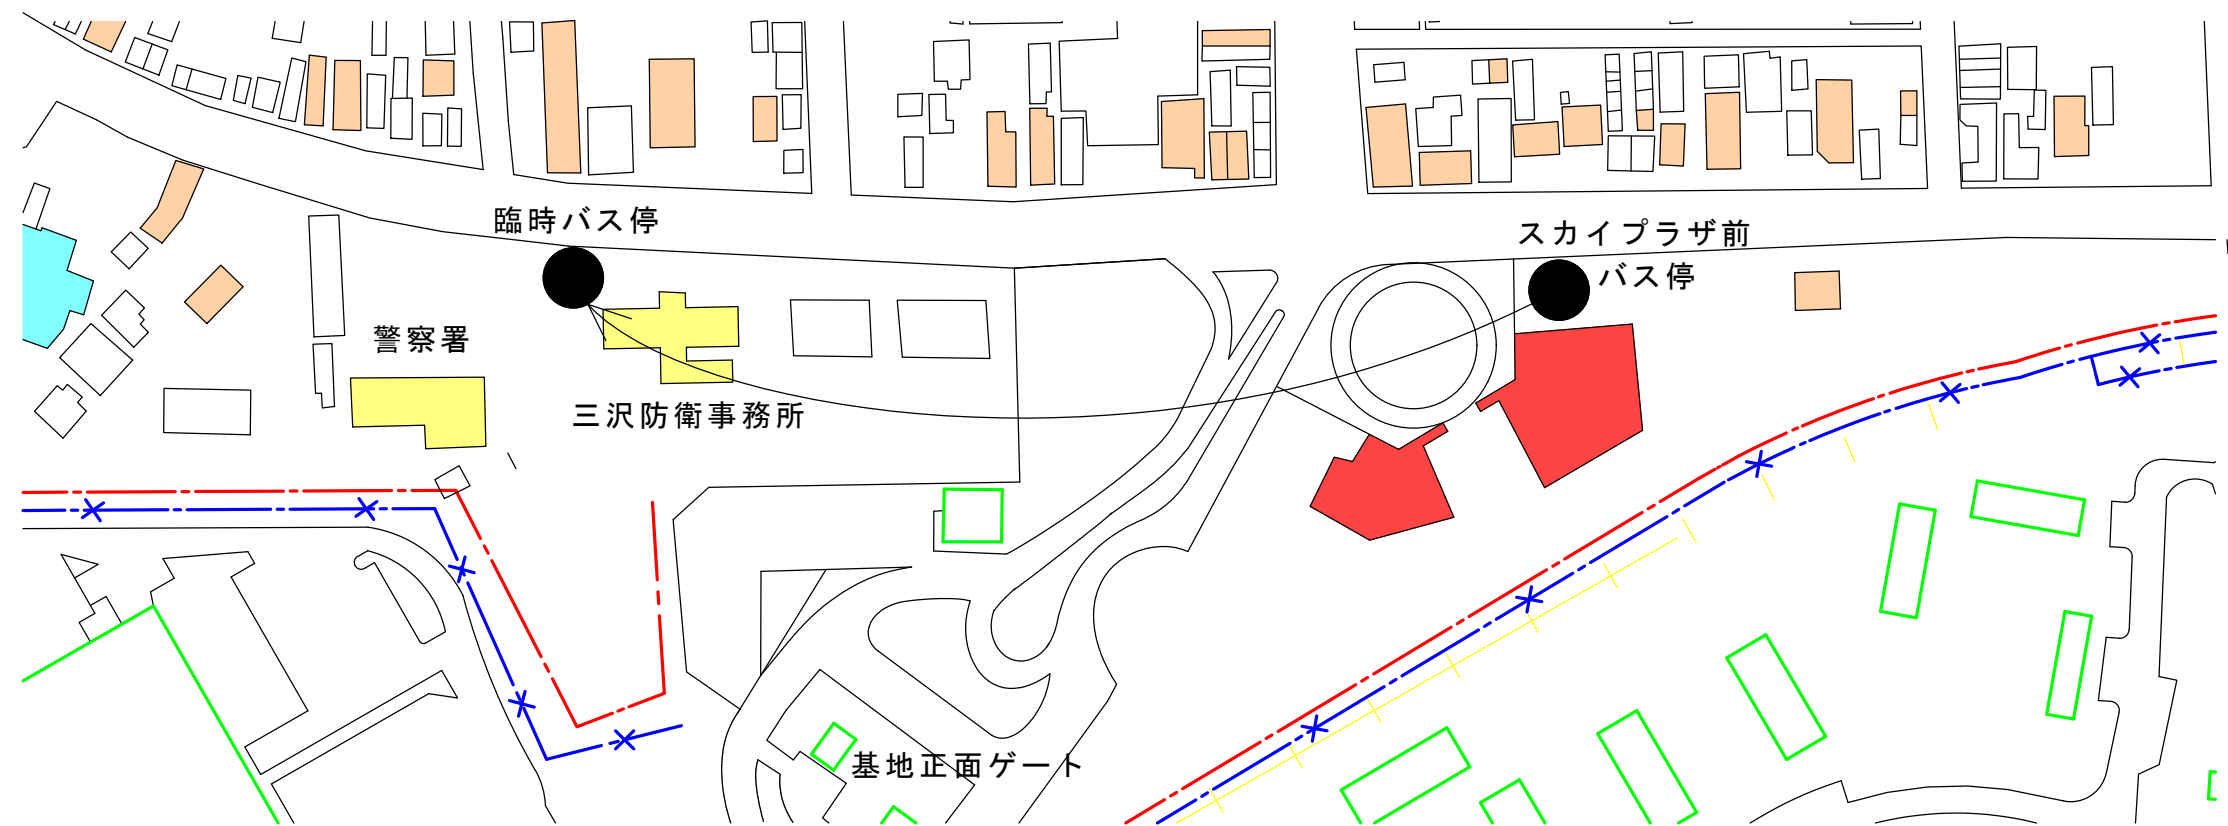 臨時バス停
スカイプラザ前
バス停
警察署
三沢防衛事務所
基地正面ゲート